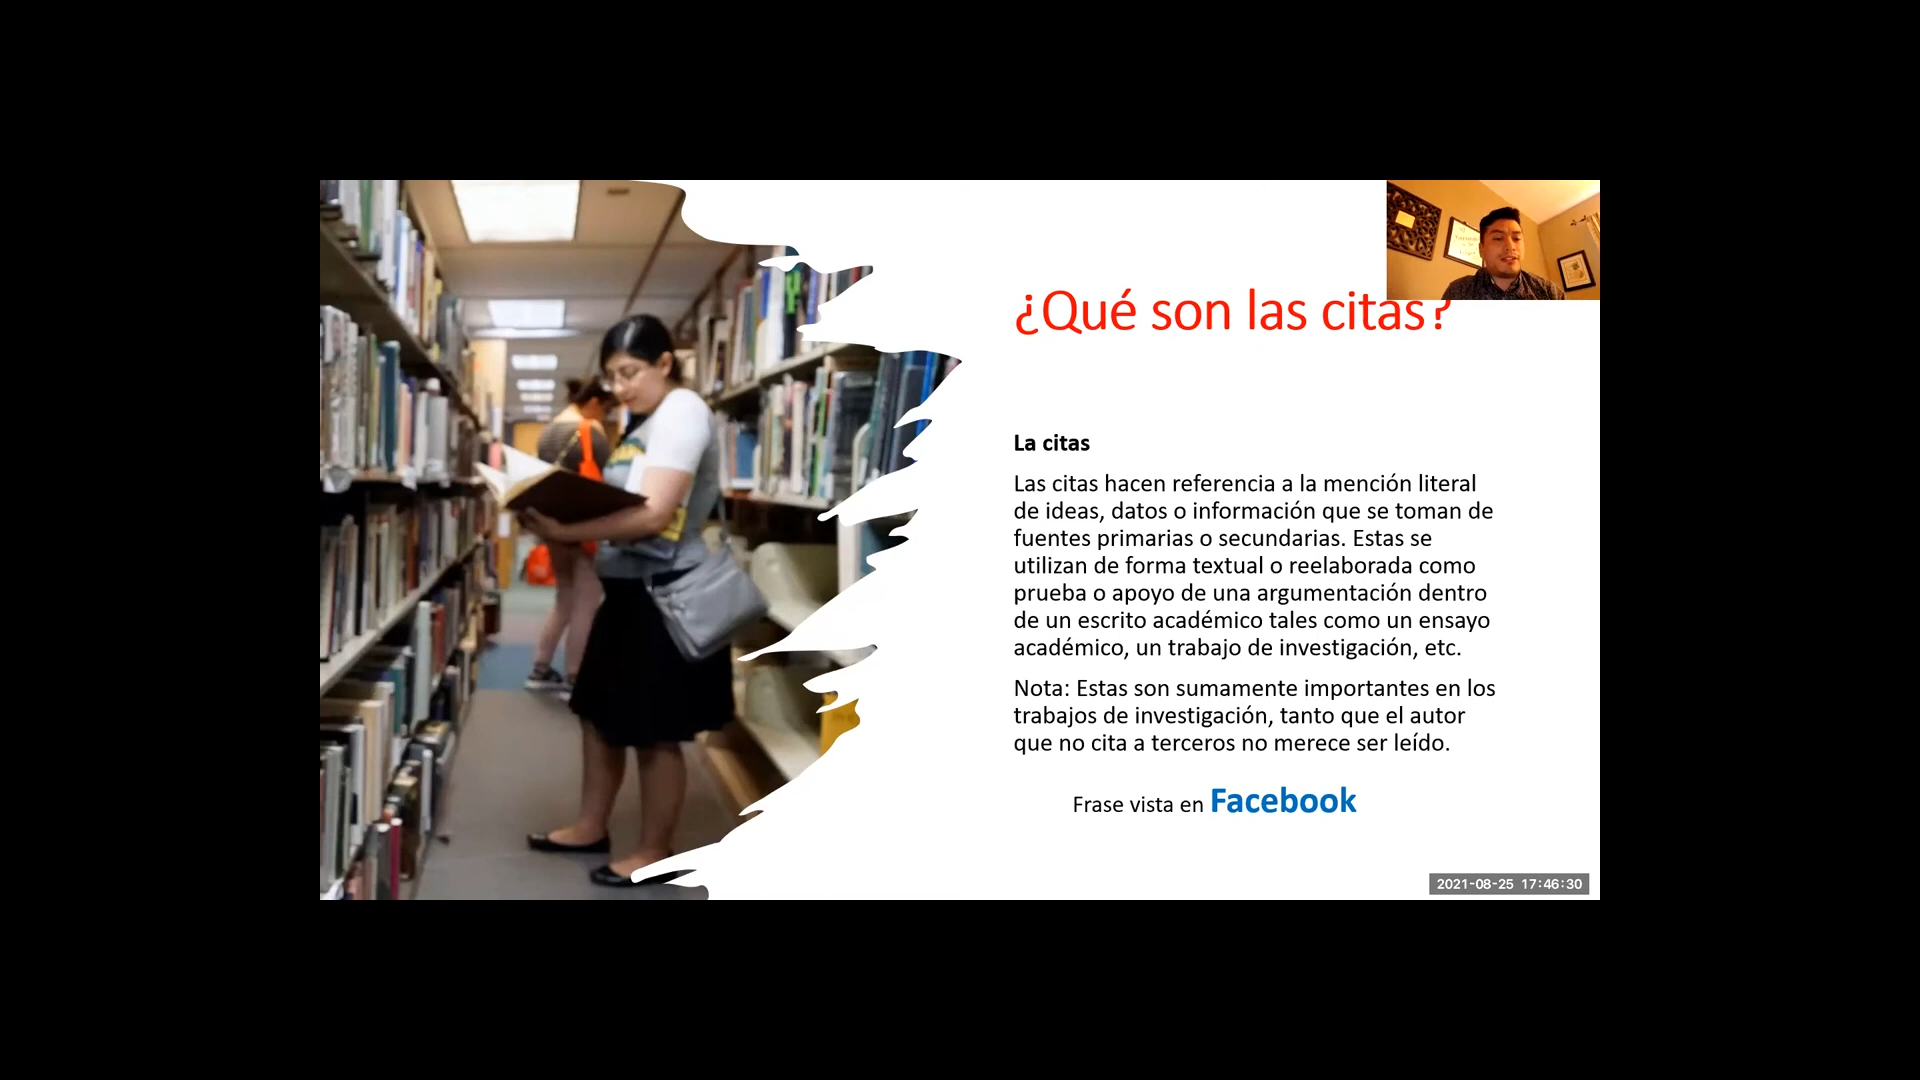 ¿Qué son las citas?
La citas
Las citas hacen referencia a la mención literal
de ideas, datos o información que se toman de
fuentes primarias o secundarias. Estas se
utilizan de forma textual o reelaborada como
prueba o apoyo de una argumentación dentro
de un escrito académico tales como un ensayo
académico, un trabajo de investigación, etc.
Nota: Estas son sumamente importantes en los
trabajos de investigación, tanto que el autor
que no cita a terceros no merece ser leído.
Frase vista en Facebook
2021-08-25 17:46:30